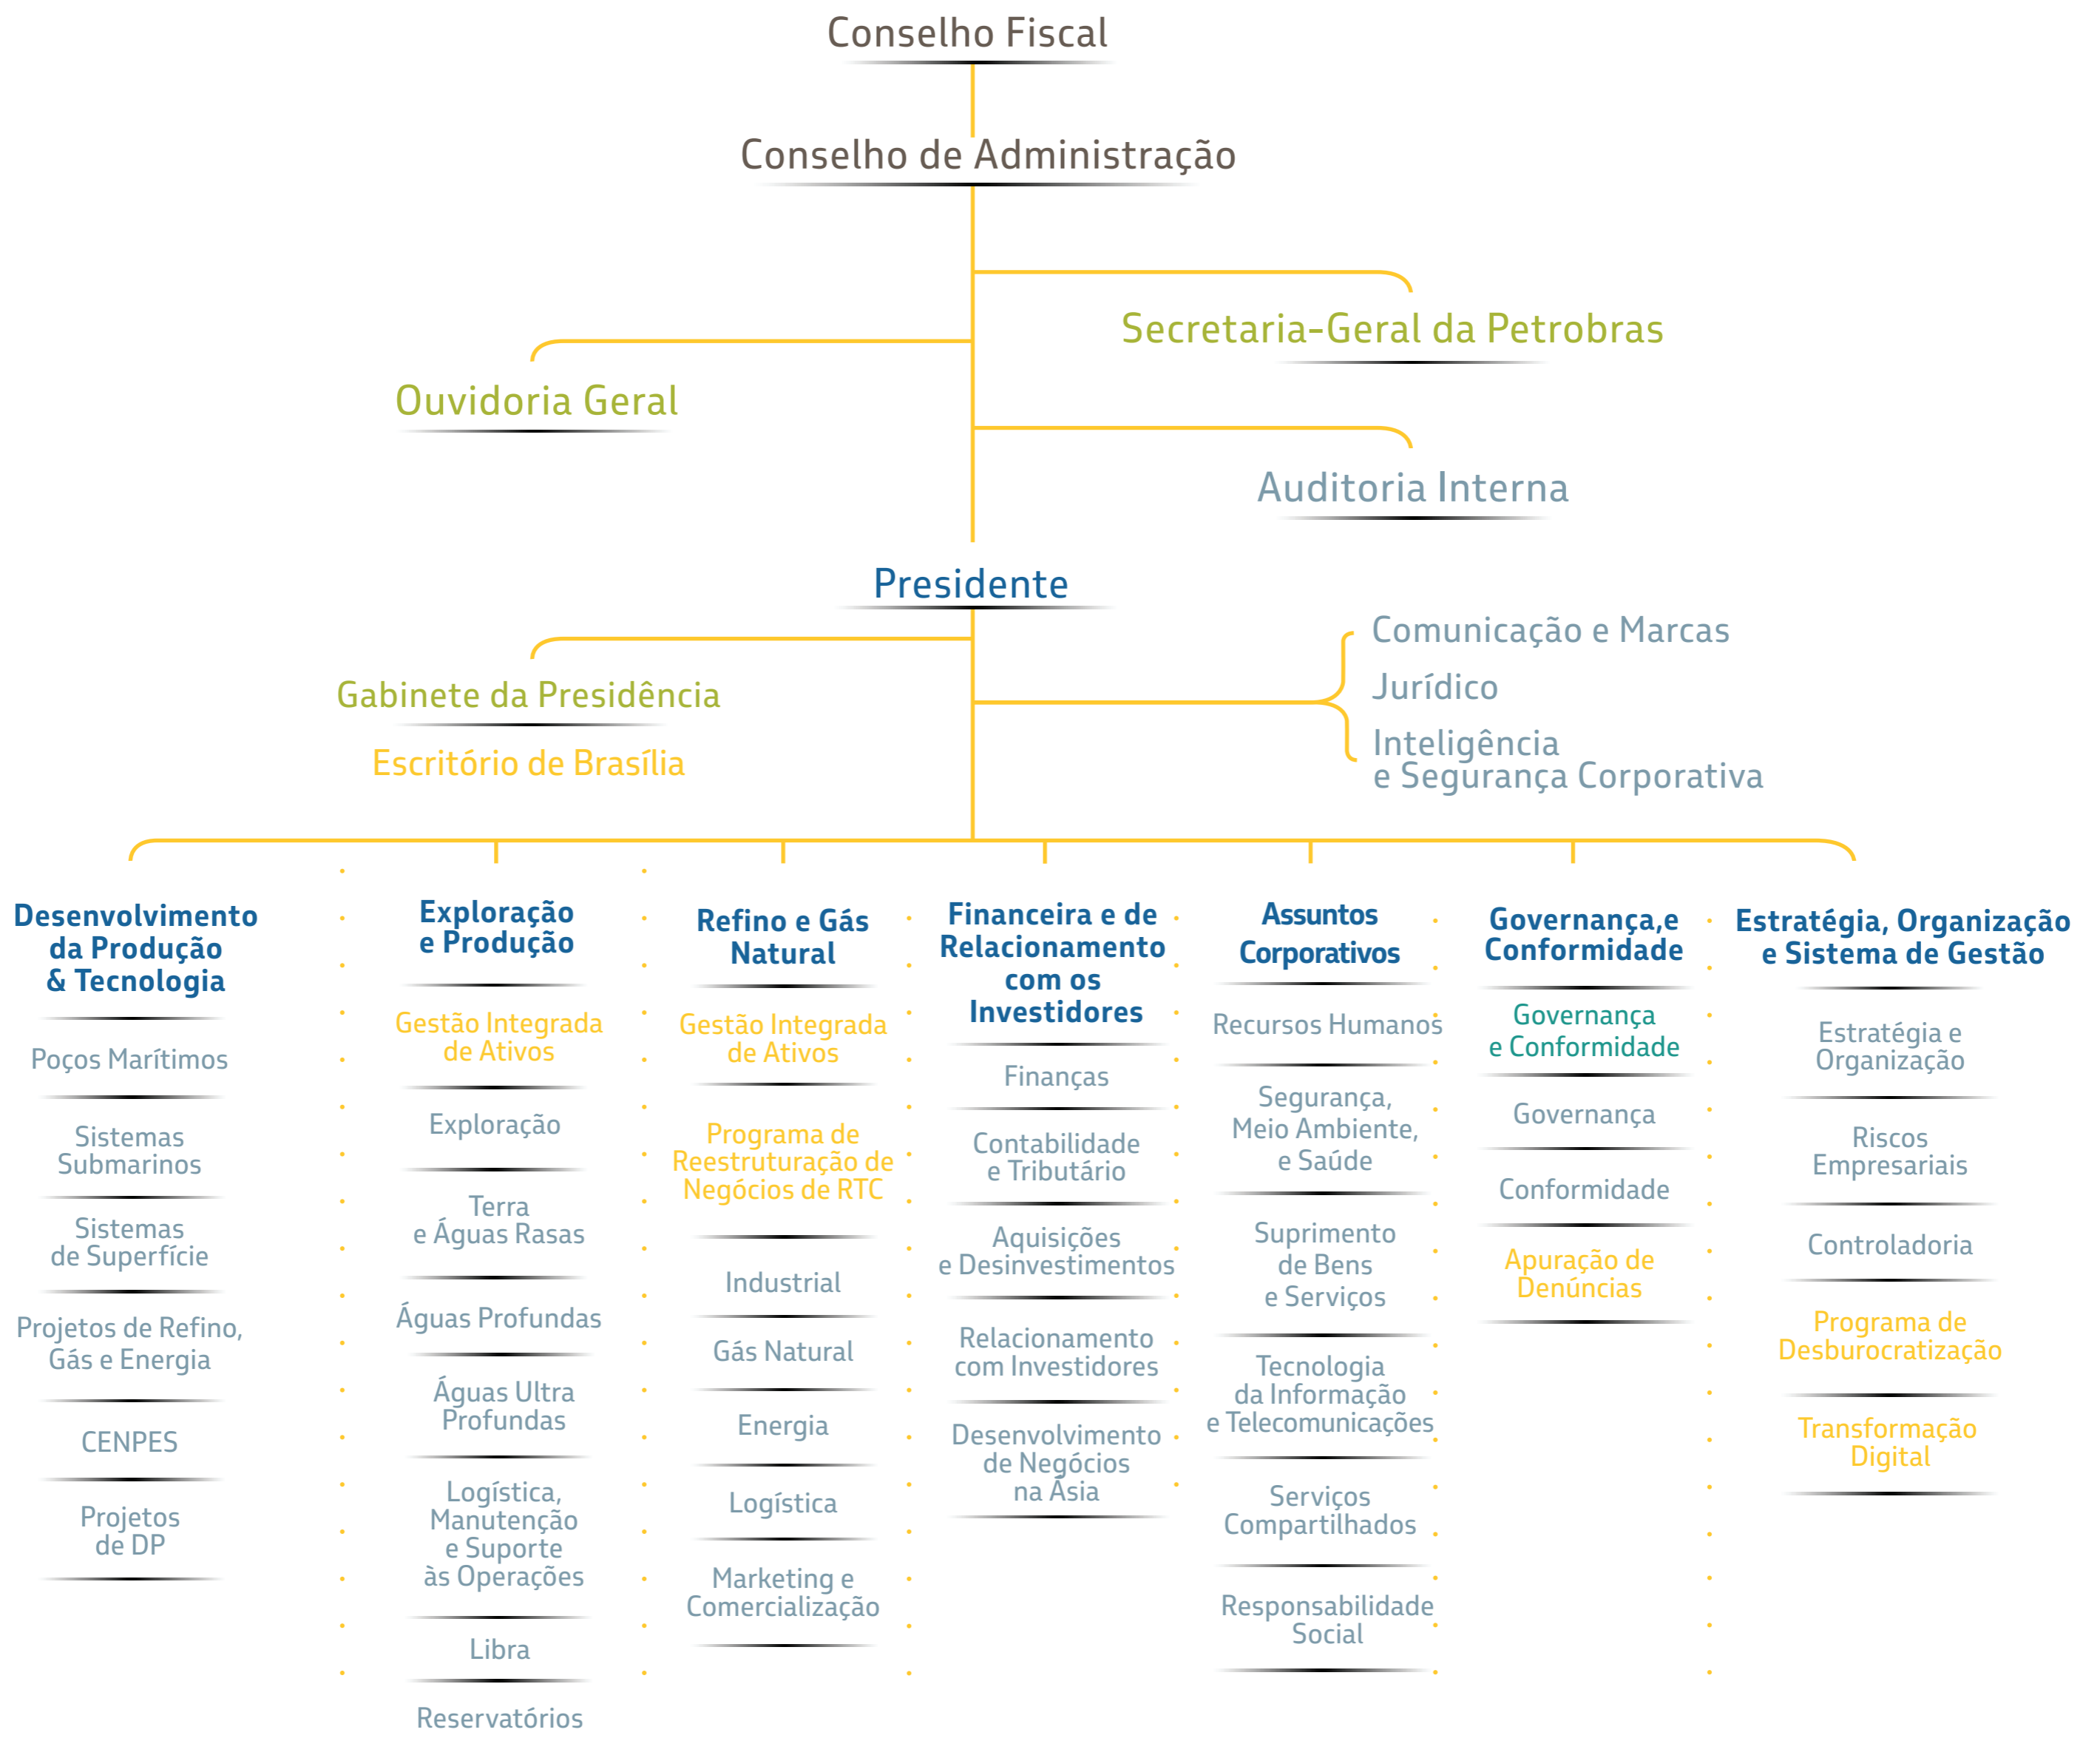 Conselho Fiscal
Conselho de Administração
Secretaria-Geral da Petrobras
Ouvidoria Geral
Auditoria Interna
Presidente
Gabinete da Presidência
Escritório de Brasília
Comunicação e Marcas
Jurídico
Inteligência
e Segurança Corporativa
Desenvolvimento
da Produção
& Tecnologia
Poços Marítimos
Sistemas
Submarinos
Sistemas
de Superfície
Projetos de Refino,
Gás e Energia
CENPES
Projetos
de DP
Exploração
e Produção
Gestão Integrada
de Ativos
Exploração
Terra
e Águas Rasas
Águas Profundas
Águas Ultra
Profundas
Logística,
Manutenção
e Suporte
às Operações
Libra
Reservatórios
Refino e Gás
Natural
Gestão Integrada
de Ativos
Programa de
Reestruturação de
Negócios de RTC
Industrial
Gás Natural
Energia
Logística
Marketing e
Comercialização
Financeira e de
Relacionamento
com os
Investidores
Finanças
Contabilidade
e Tributário
Aquisições
e Desinvestimentos
Relacionamento
com Investidores
Desenvolvimento
de Negócios
na Ásia
Assuntos
Corporativos
Recursos Humanos
Segurança,
Meio Ambiente,
e Saúde
Suprimento
de Bens
e Serviços
Tecnologia
da Informação
e Telecomunicações
Serviços
Compartilhados
Responsabilidade
Social
Governança,e
Conformidade
Governança
e Conformidade
Governança
Conformidade
Apuração de
Denúncias
Estratégia, Organização
e Sistema de Gestão
Estratégia e
Organização
Riscos
Empresariais
Controladoria
Programa de
Desburocratização
Transformação
Digital